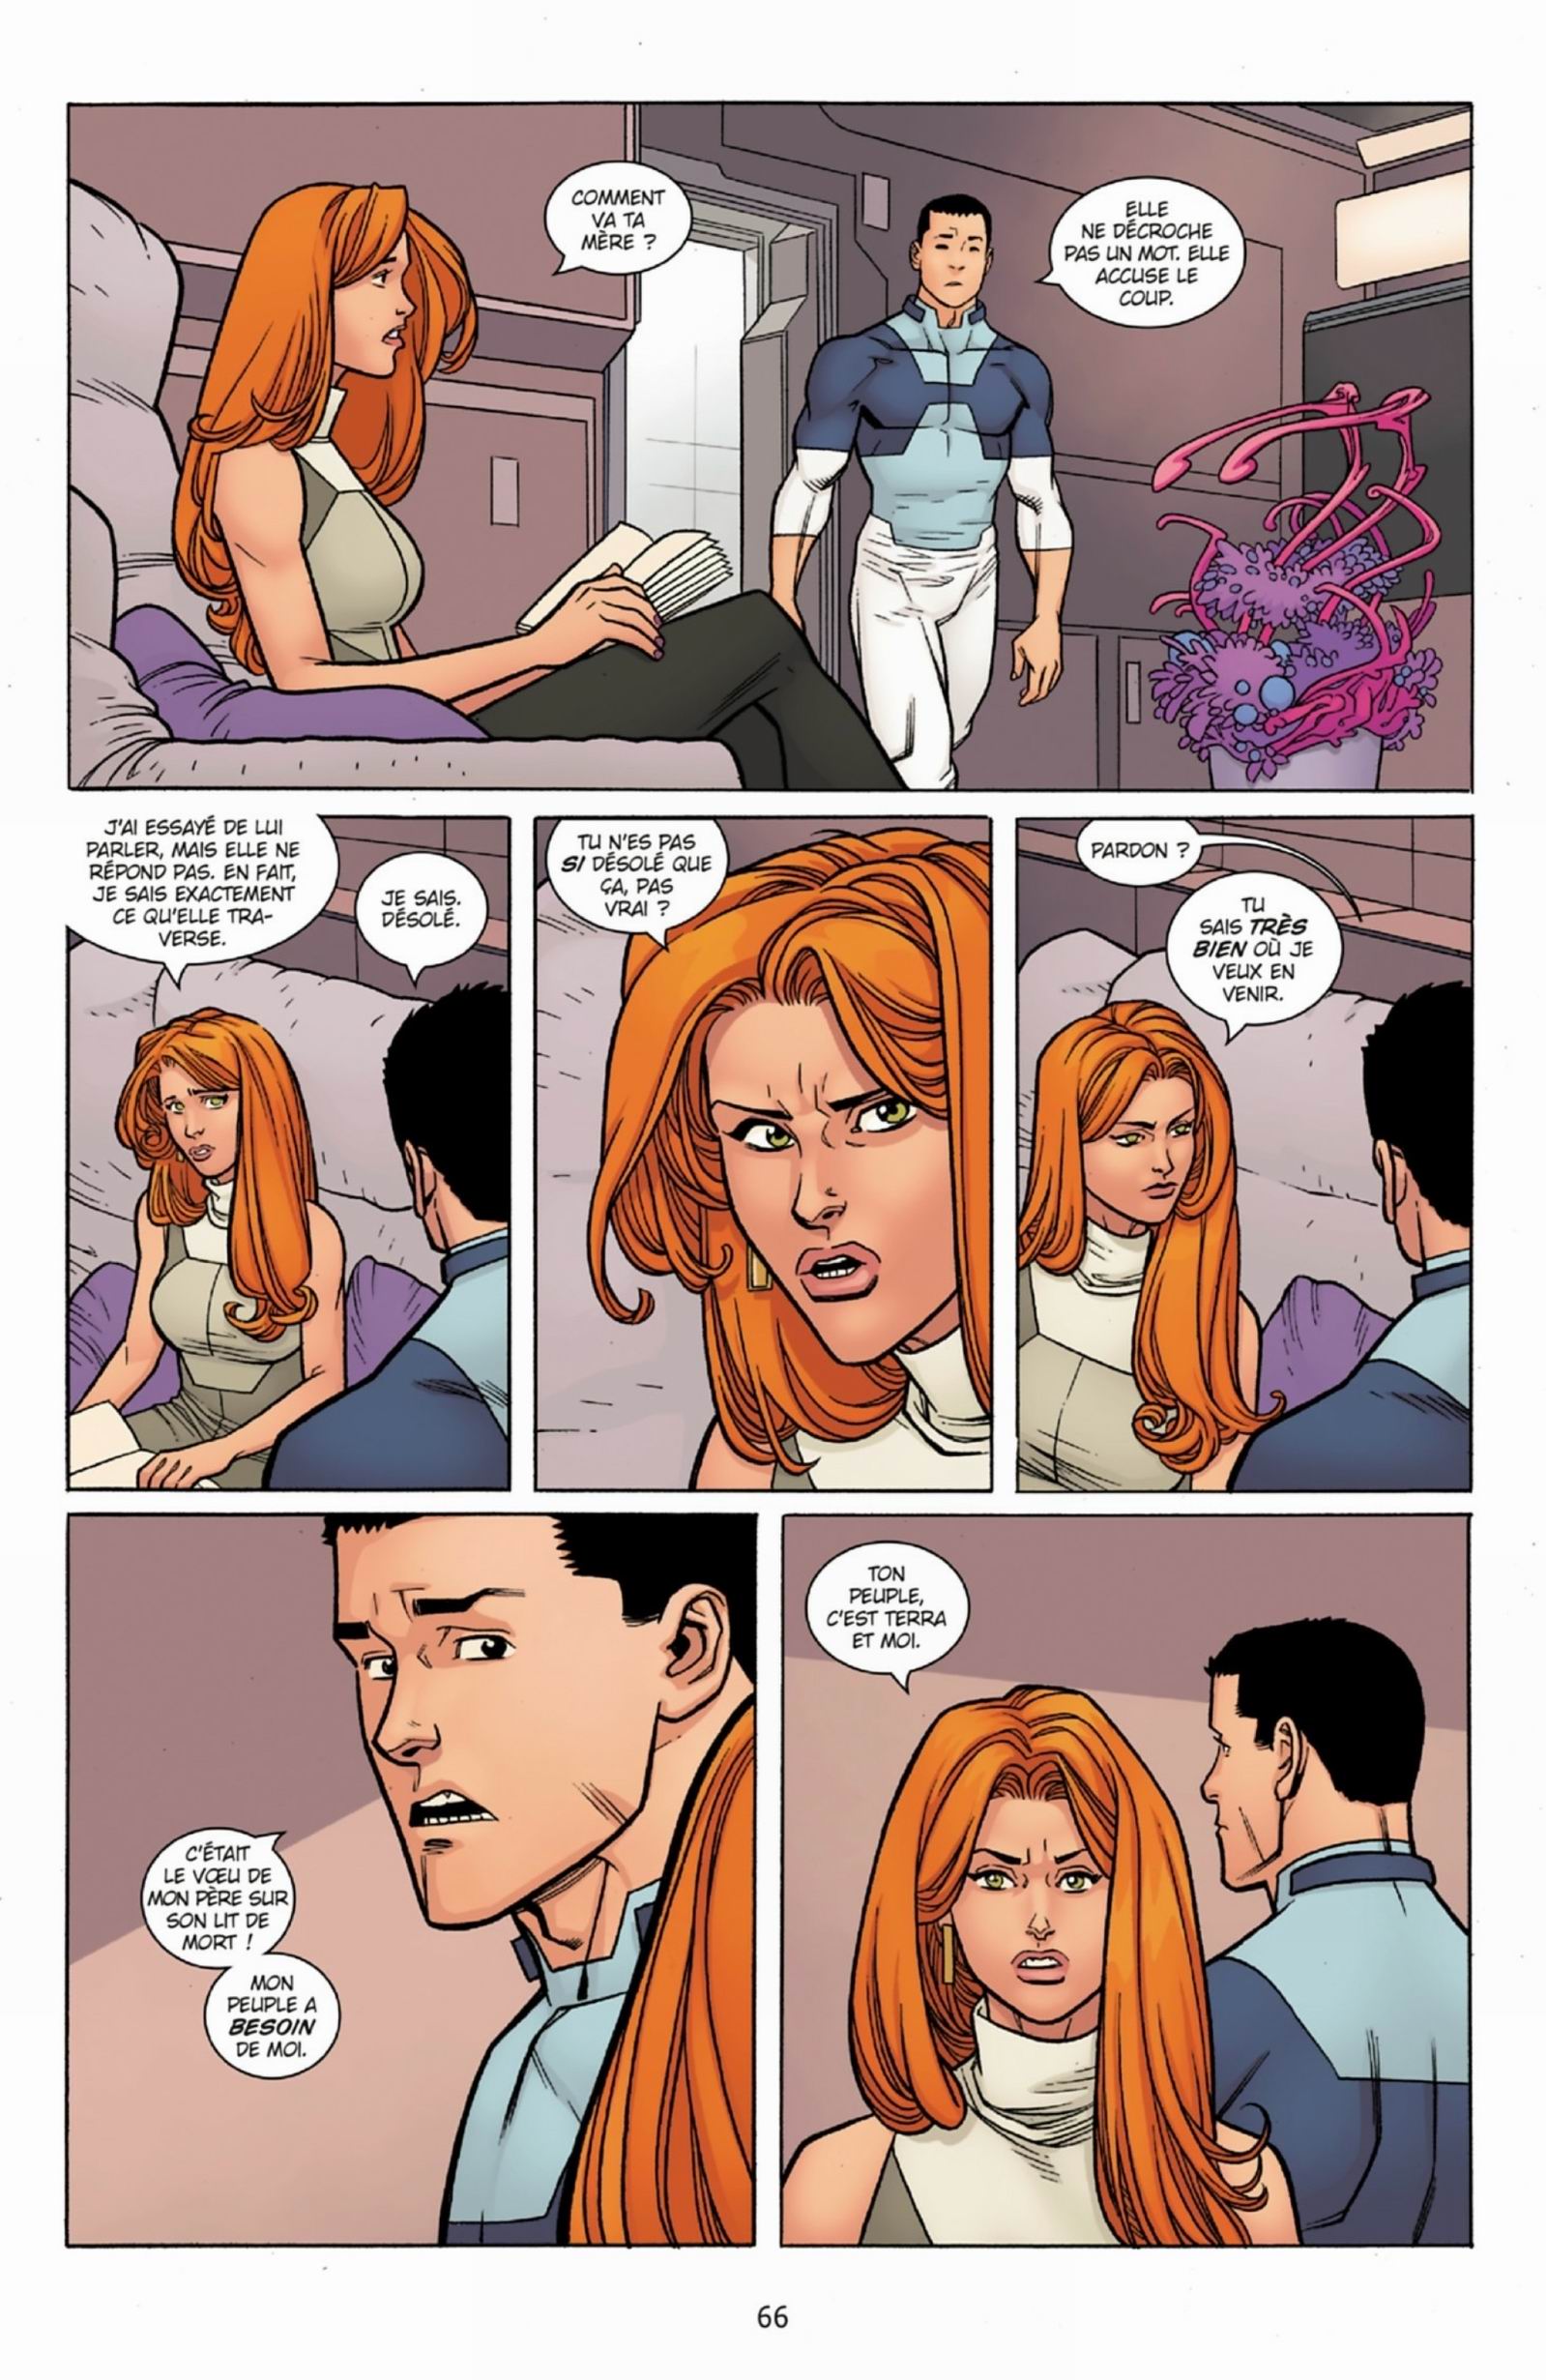 COMMENT
VA TA
MÈRE ?
ELLE
NE DÉCROCHE
PAS UN MOT. ELLE
ACCUSE LE
COUP.
J'AI ESSAYÉ DE LUI
PARLER, MAIS ELLE NE
RÉPOND PAS. EN FAIT,
JE SAIS EXACTEMENT
CE QU'ELLE TRA-
VERSE.
JE SAIS.
DÉSOLÉ.
TU N'ES PAS
SI DÉSOLÉ QUE
ÇA, PAS
VRAI ?
PARDON ?
TU
SAIS TRÈS
BIEN OÙ JE
VEUX EN
VENIR.
C'ÉTAIT
LE VŒU DE
MON PÈRE SUR
SON LIT DE
MORT !
MON
PEUPLE A
BESOIN
DE MOI.
TON
PEUPLE,
C'EST TERRA
ET MOI.
66